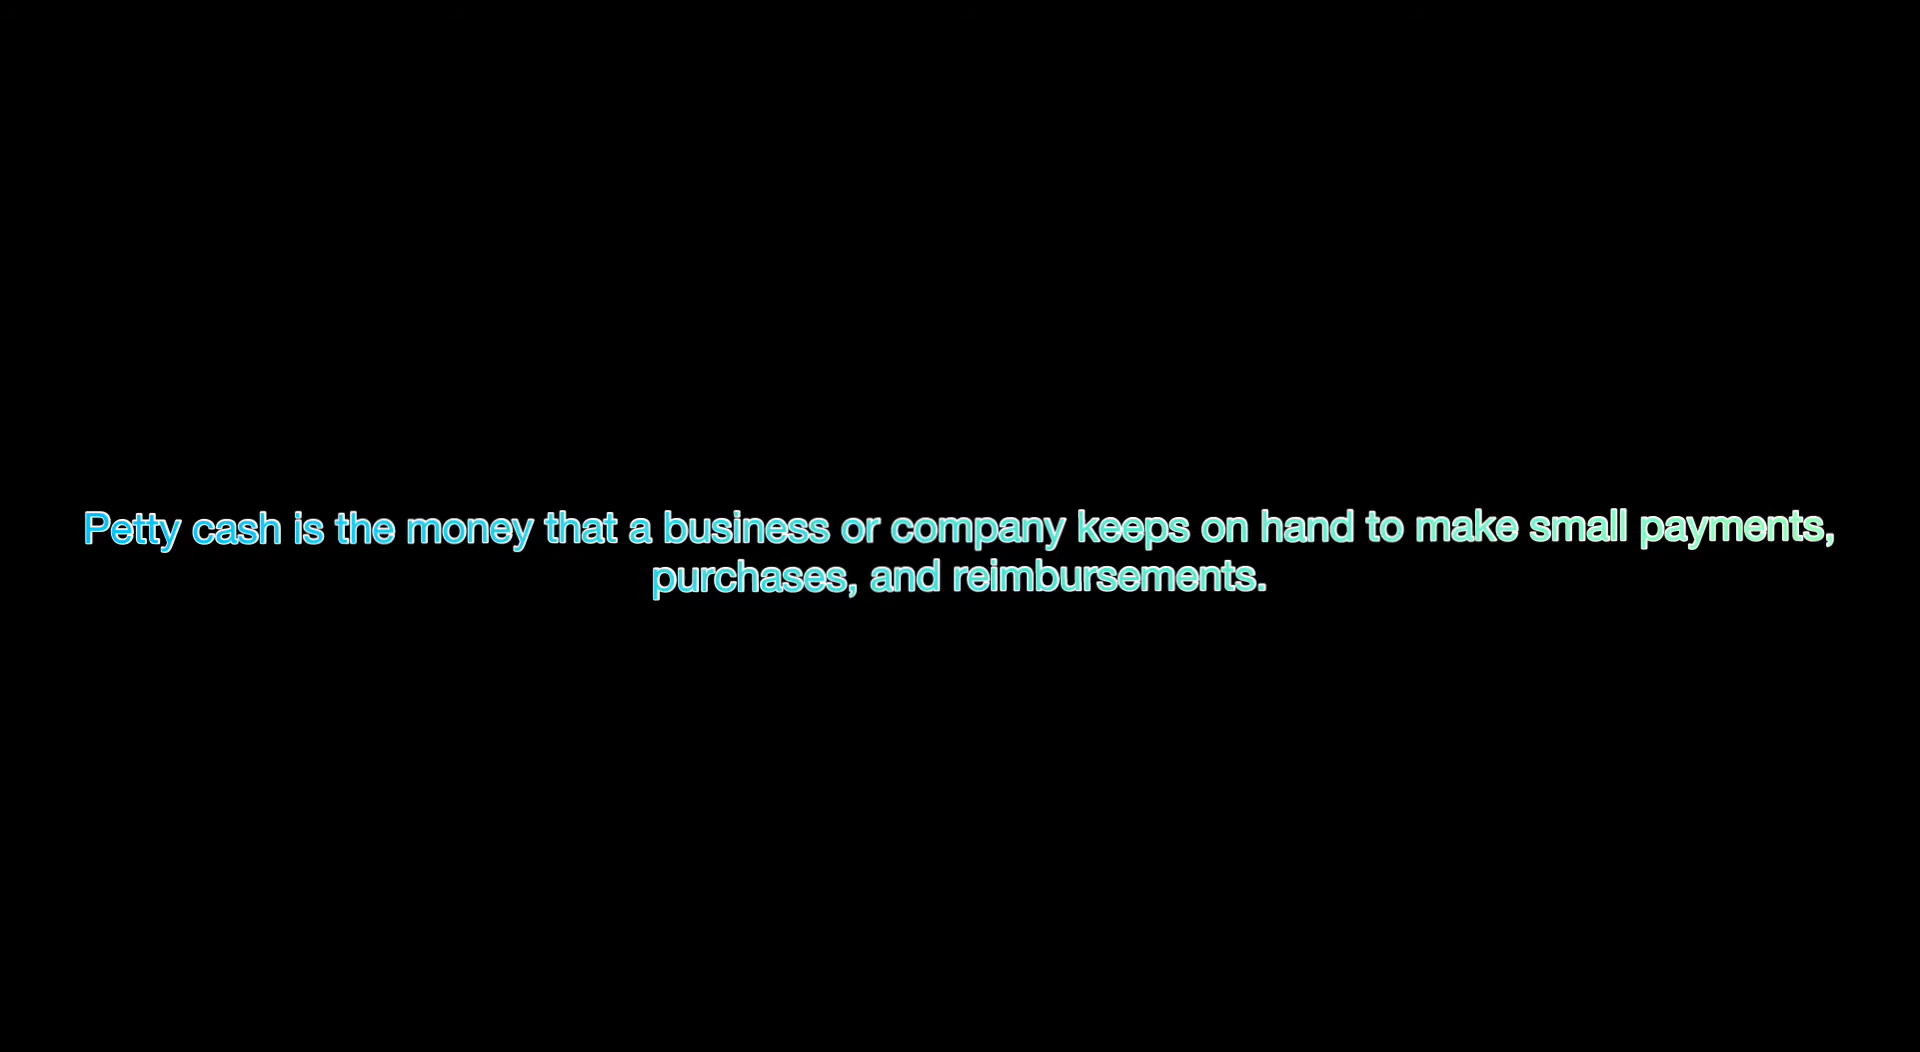 Petty cash is the money that a business or company keeps on hand to make small payments,
purchases, and reimbursements.